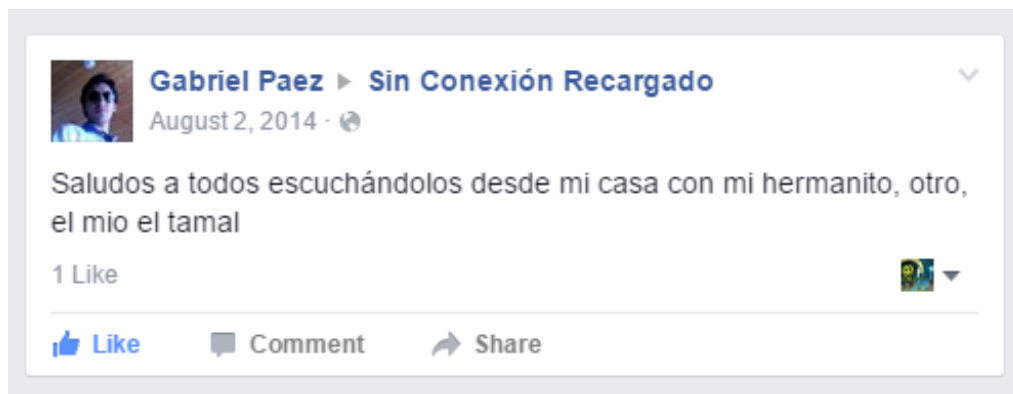 Gabriel Paez ▸ Sin Conexión Recargado
August 2, 2014 ·
Saludos a todos escuchándolos desde mi casa con mi hermanito, otro,
el mio el tamal
1 Like
Like Comment Share